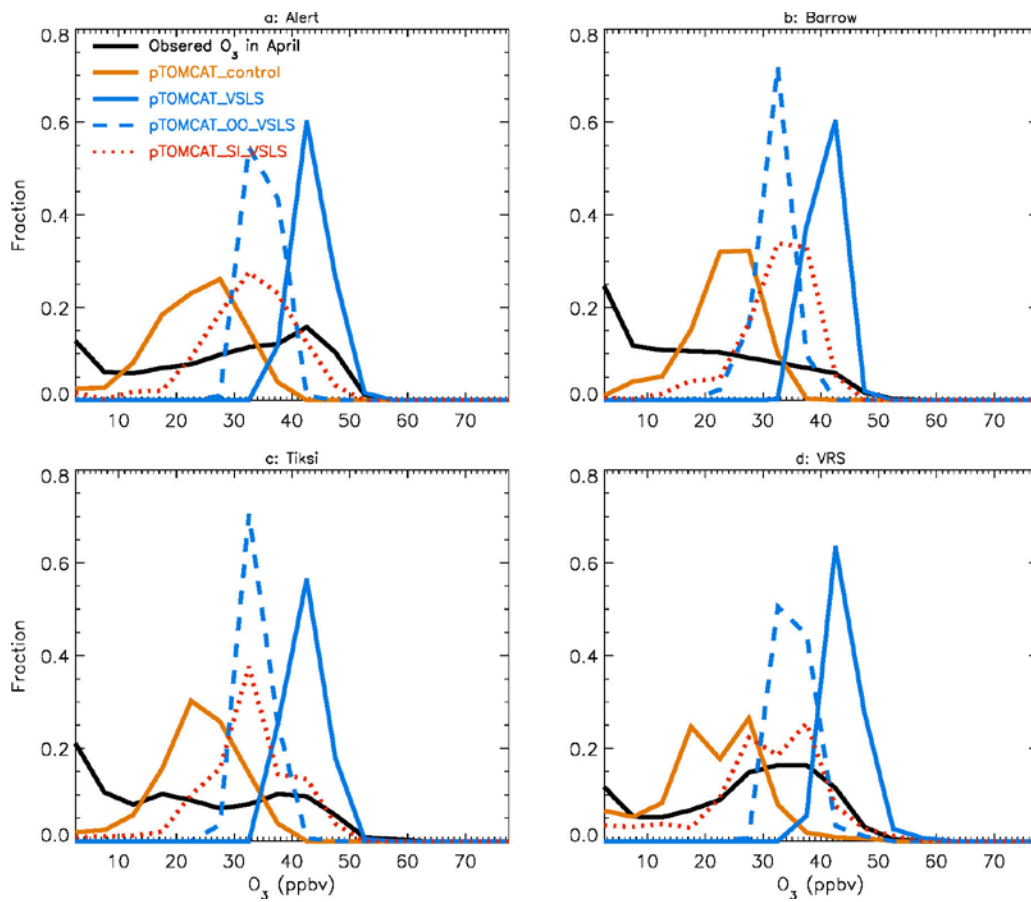 a: Alert
b: Barrow
0.8
0.6
0.4
0.2
0.0
Fraction
Obsered O3 in April
pTOMCAT_control
pTOMCAT_VSLS
pTOMCAT_OO_VSLS
pTOMCAT_SI_VSLS
10 20 30 40 50 60 70
0.8
0.6
0.4
0.2
0.0
10 20 30 40 50 60 70
c: Tiksi
d: VRS
0.8
0.6
0.4
0.2
0.0
Fraction
10 20 30 40 50 60 70
O3 (ppbv)
0.8
0.6
0.4
0.2
0.0
10 20 30 40 50 60 70
O3 (ppbv)